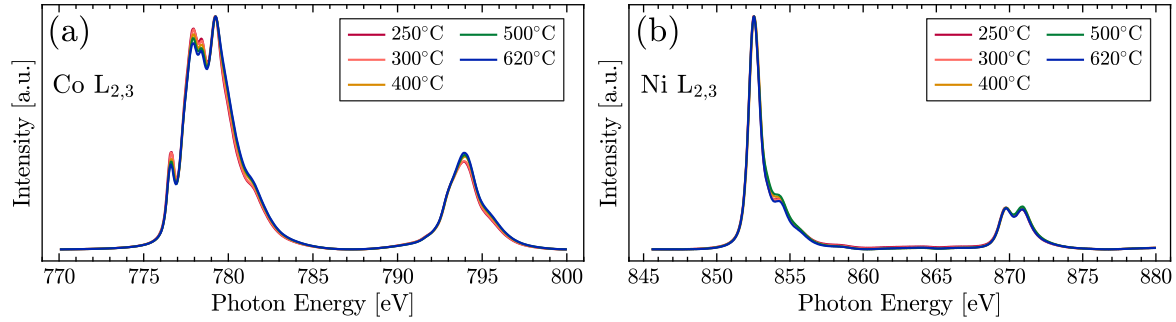 (a)
Co L2,3
250°C
300°C
400°C
500°C
620°C
Intensity [a.u.]
770 775 780 785 790 795 800
Photon Energy [eV]
(b)
Ni L2,3
250°C
300°C
400°C
500°C
620°C
Intensity [a.u.]
845 850 855 860 865 870 875 880
Photon Energy [eV]